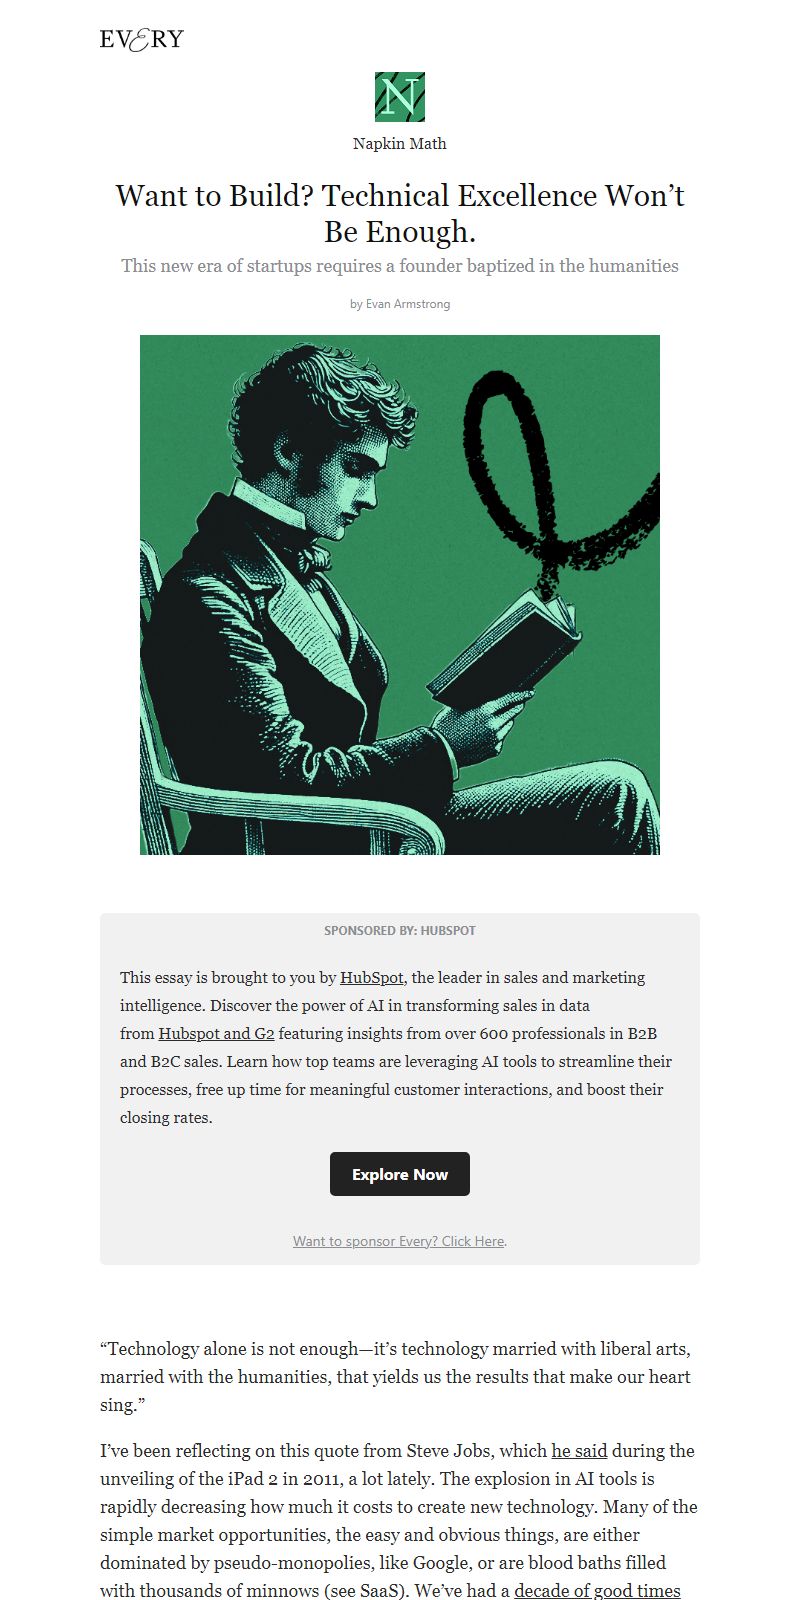 EVERY
N
Napkin Math
Want to Build? Technical Excellence Won’t
Be Enough.
This new era of startups requires a founder baptized in the humanities
by Evan Armstrong
SPONSORED BY: HUBSPOT
This essay is brought to you by HubSpot, the leader in sales and marketing
intelligence. Discover the power of AI in transforming sales in data
from Hubspot and G2 featuring insights from over 600 professionals in B2B
and B2C sales. Learn how top teams are leveraging AI tools to streamline their
processes, free up time for meaningful customer interactions, and boost their
closing rates.
Explore Now
Want to sponsor Every? Click Here.
“Technology alone is not enough—it’s technology married with liberal arts,
married with the humanities, that yields us the results that make our heart
sing.”
I’ve been reflecting on this quote from Steve Jobs, which he said during the
unveiling of the iPad 2 in 2011, a lot lately. The explosion in AI tools is
rapidly decreasing how much it costs to create new technology. Many of the
simple market opportunities, the easy and obvious things, are either
dominated by pseudo-monopolies, like Google, or are blood baths filled
with thousands of minnows (see SaaS). We’ve had a decade of good times